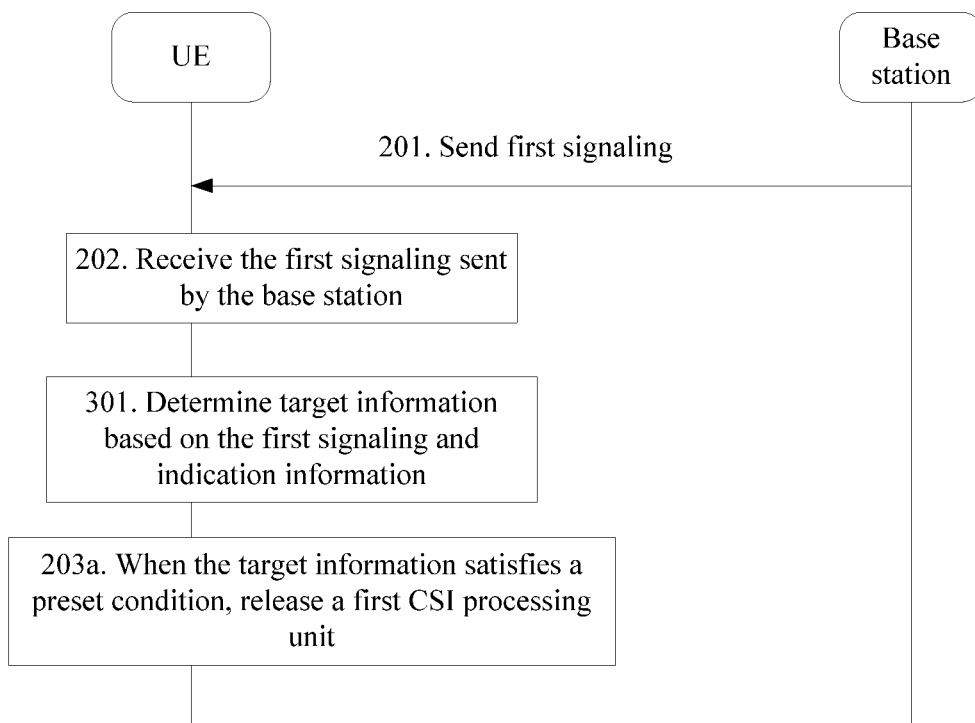 UE
Base
station
201. Send first signaling
202. Receive the first signaling sent
by the base station
301. Determine target information
based on the first signaling and
indication information
203a. When the target information satisfies a
preset condition, release a first CSI processing
unit